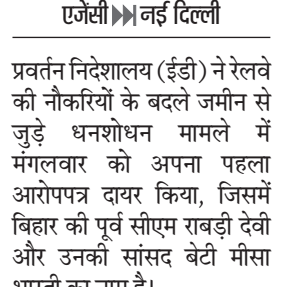 एजेंसी ▶▶ नई दिल्ली
प्रवर्तन निदेशालय (ईडी) ने रेलवे
की नौकरियों के बदले जमीन से
जुड़े धनशोधन मामले में
मंगलवार को अपना पहला
आरोपपत्र दायर किया, जिसमें
बिहार की पूर्व सीएम राबड़ी देवी
और उनकी सांसद बेटी मीसा